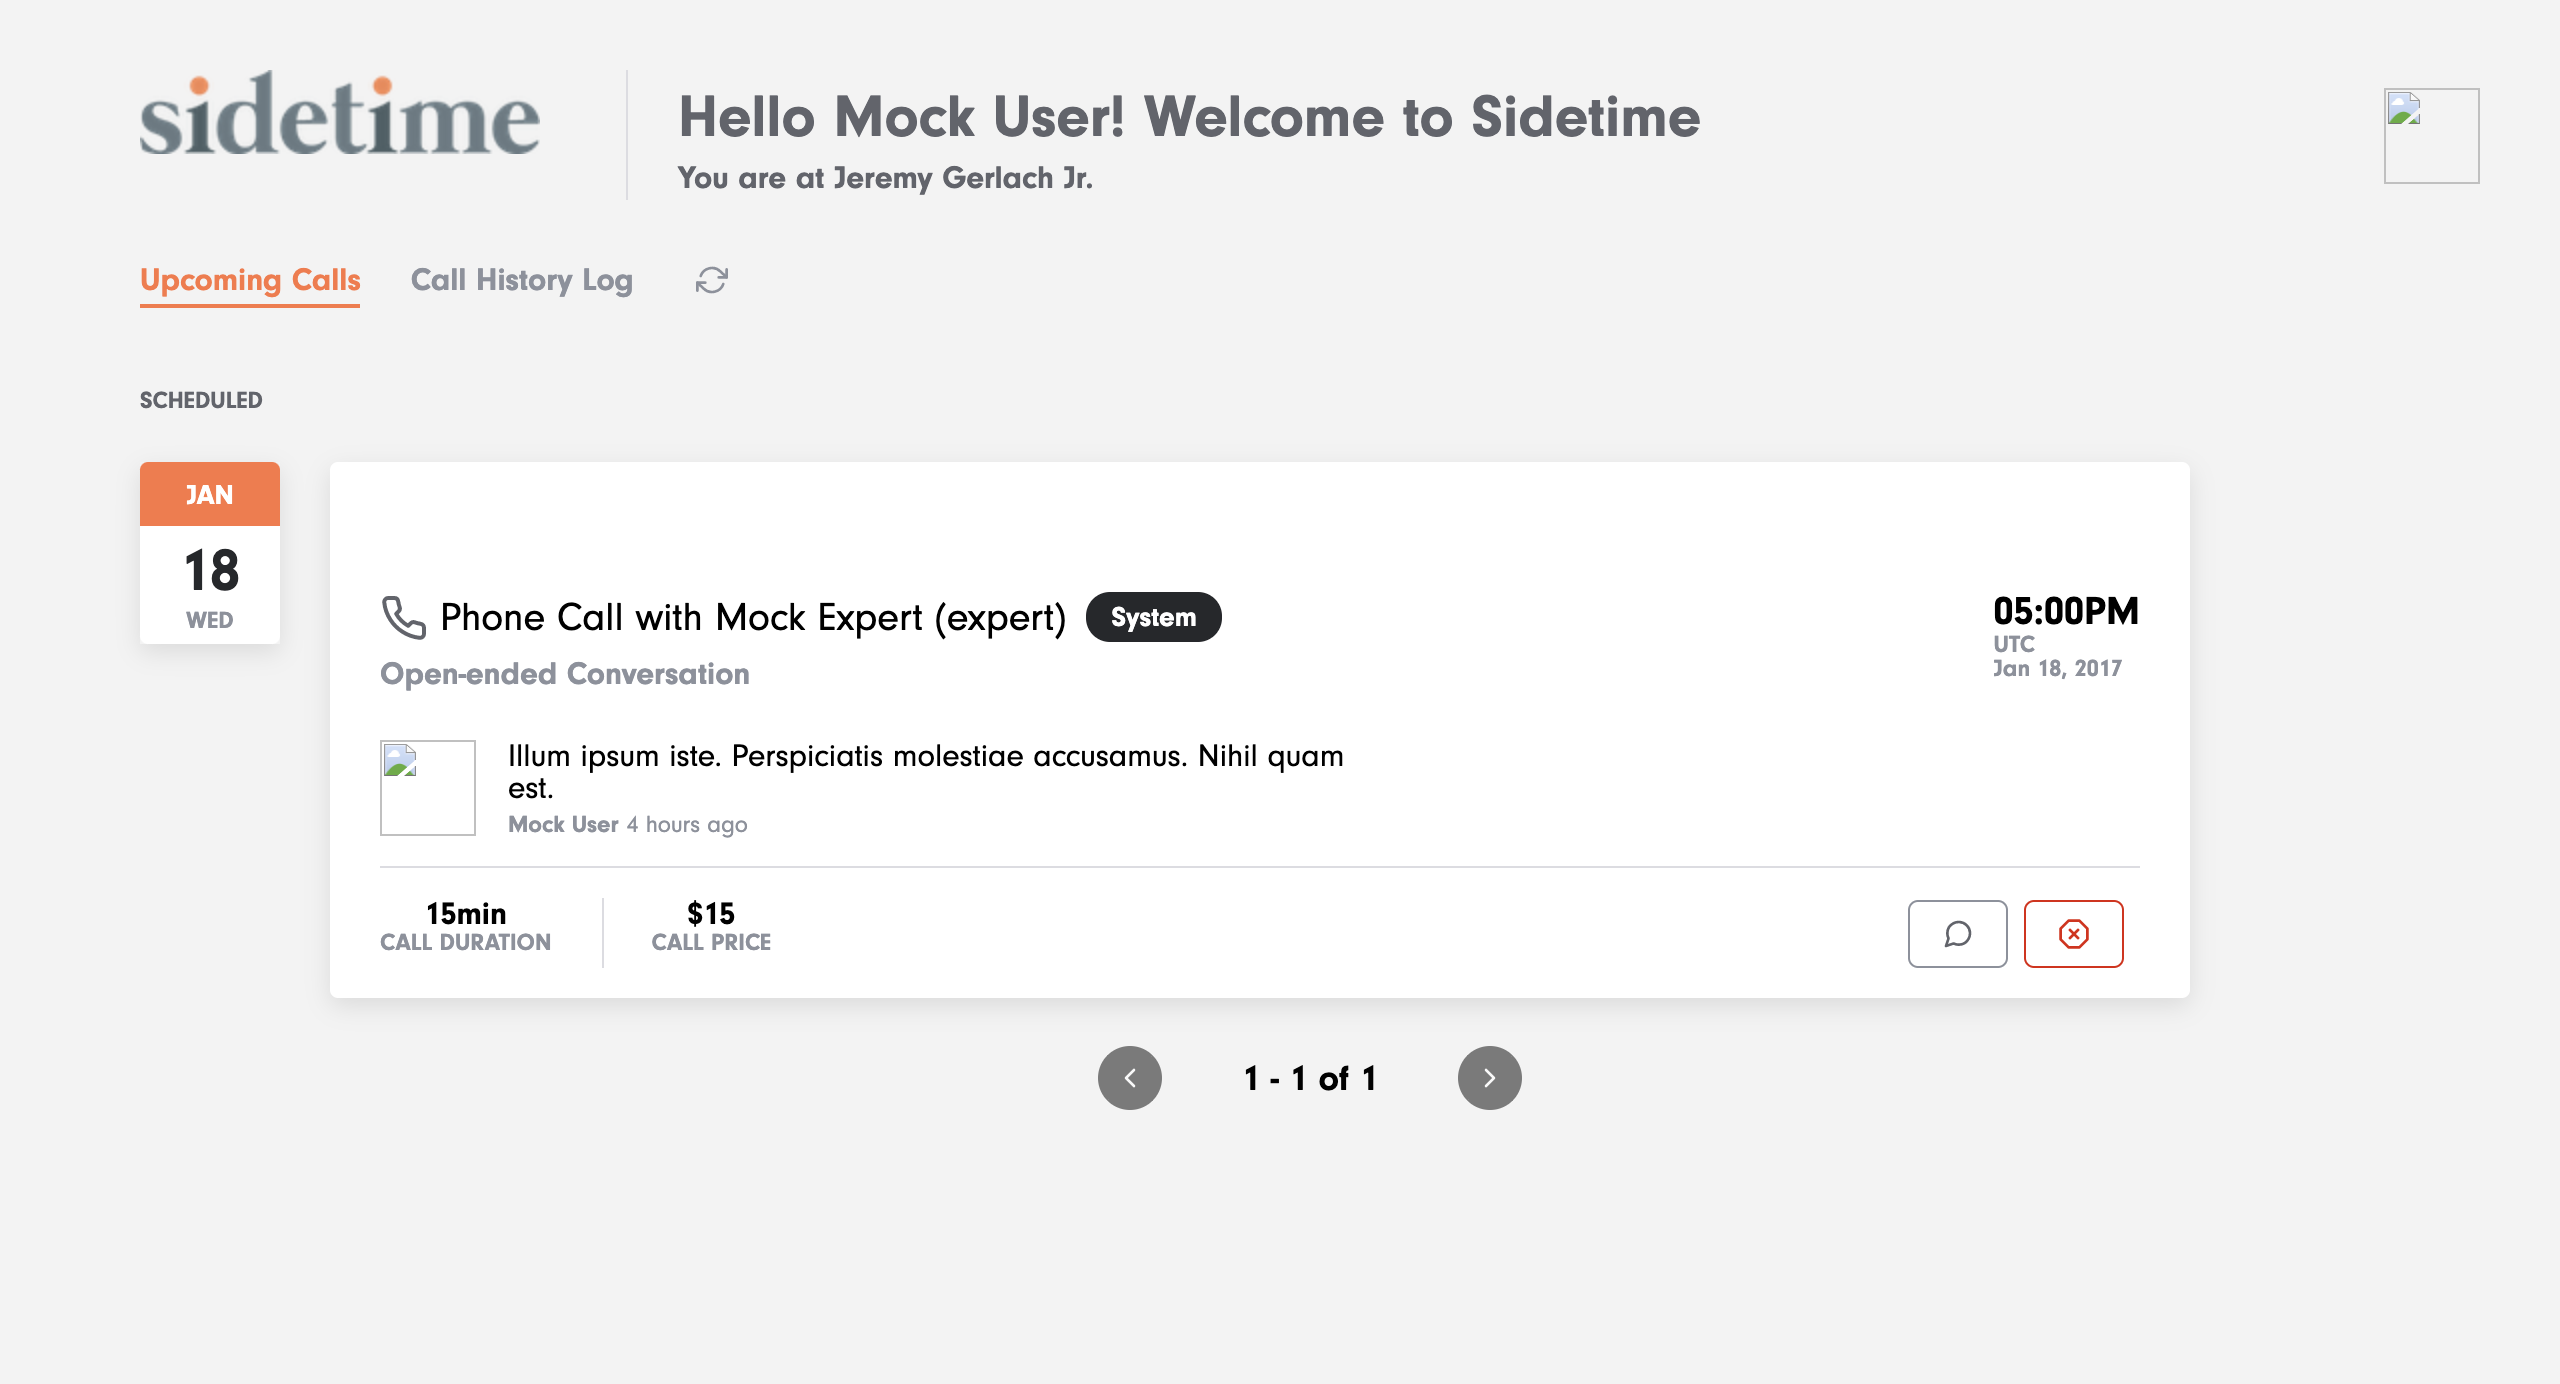 sidetime
Hello Mock User! Welcome to Sidetime
You are at Jeremy Gerlach Jr.
Upcoming Calls
Call History Log
SCHEDULED
JAN
18
WED
Phone Call with Mock Expert (expert)
System
05:00PM
UTC
Jan 18, 2017
Open-ended Conversation
Illum ipsum iste. Perspiciatis molestiae accusamus. Nihil quam
est.
Mock User 4 hours ago
15min
CALL DURATION
$15
CALL PRICE
1 - 1 of 1